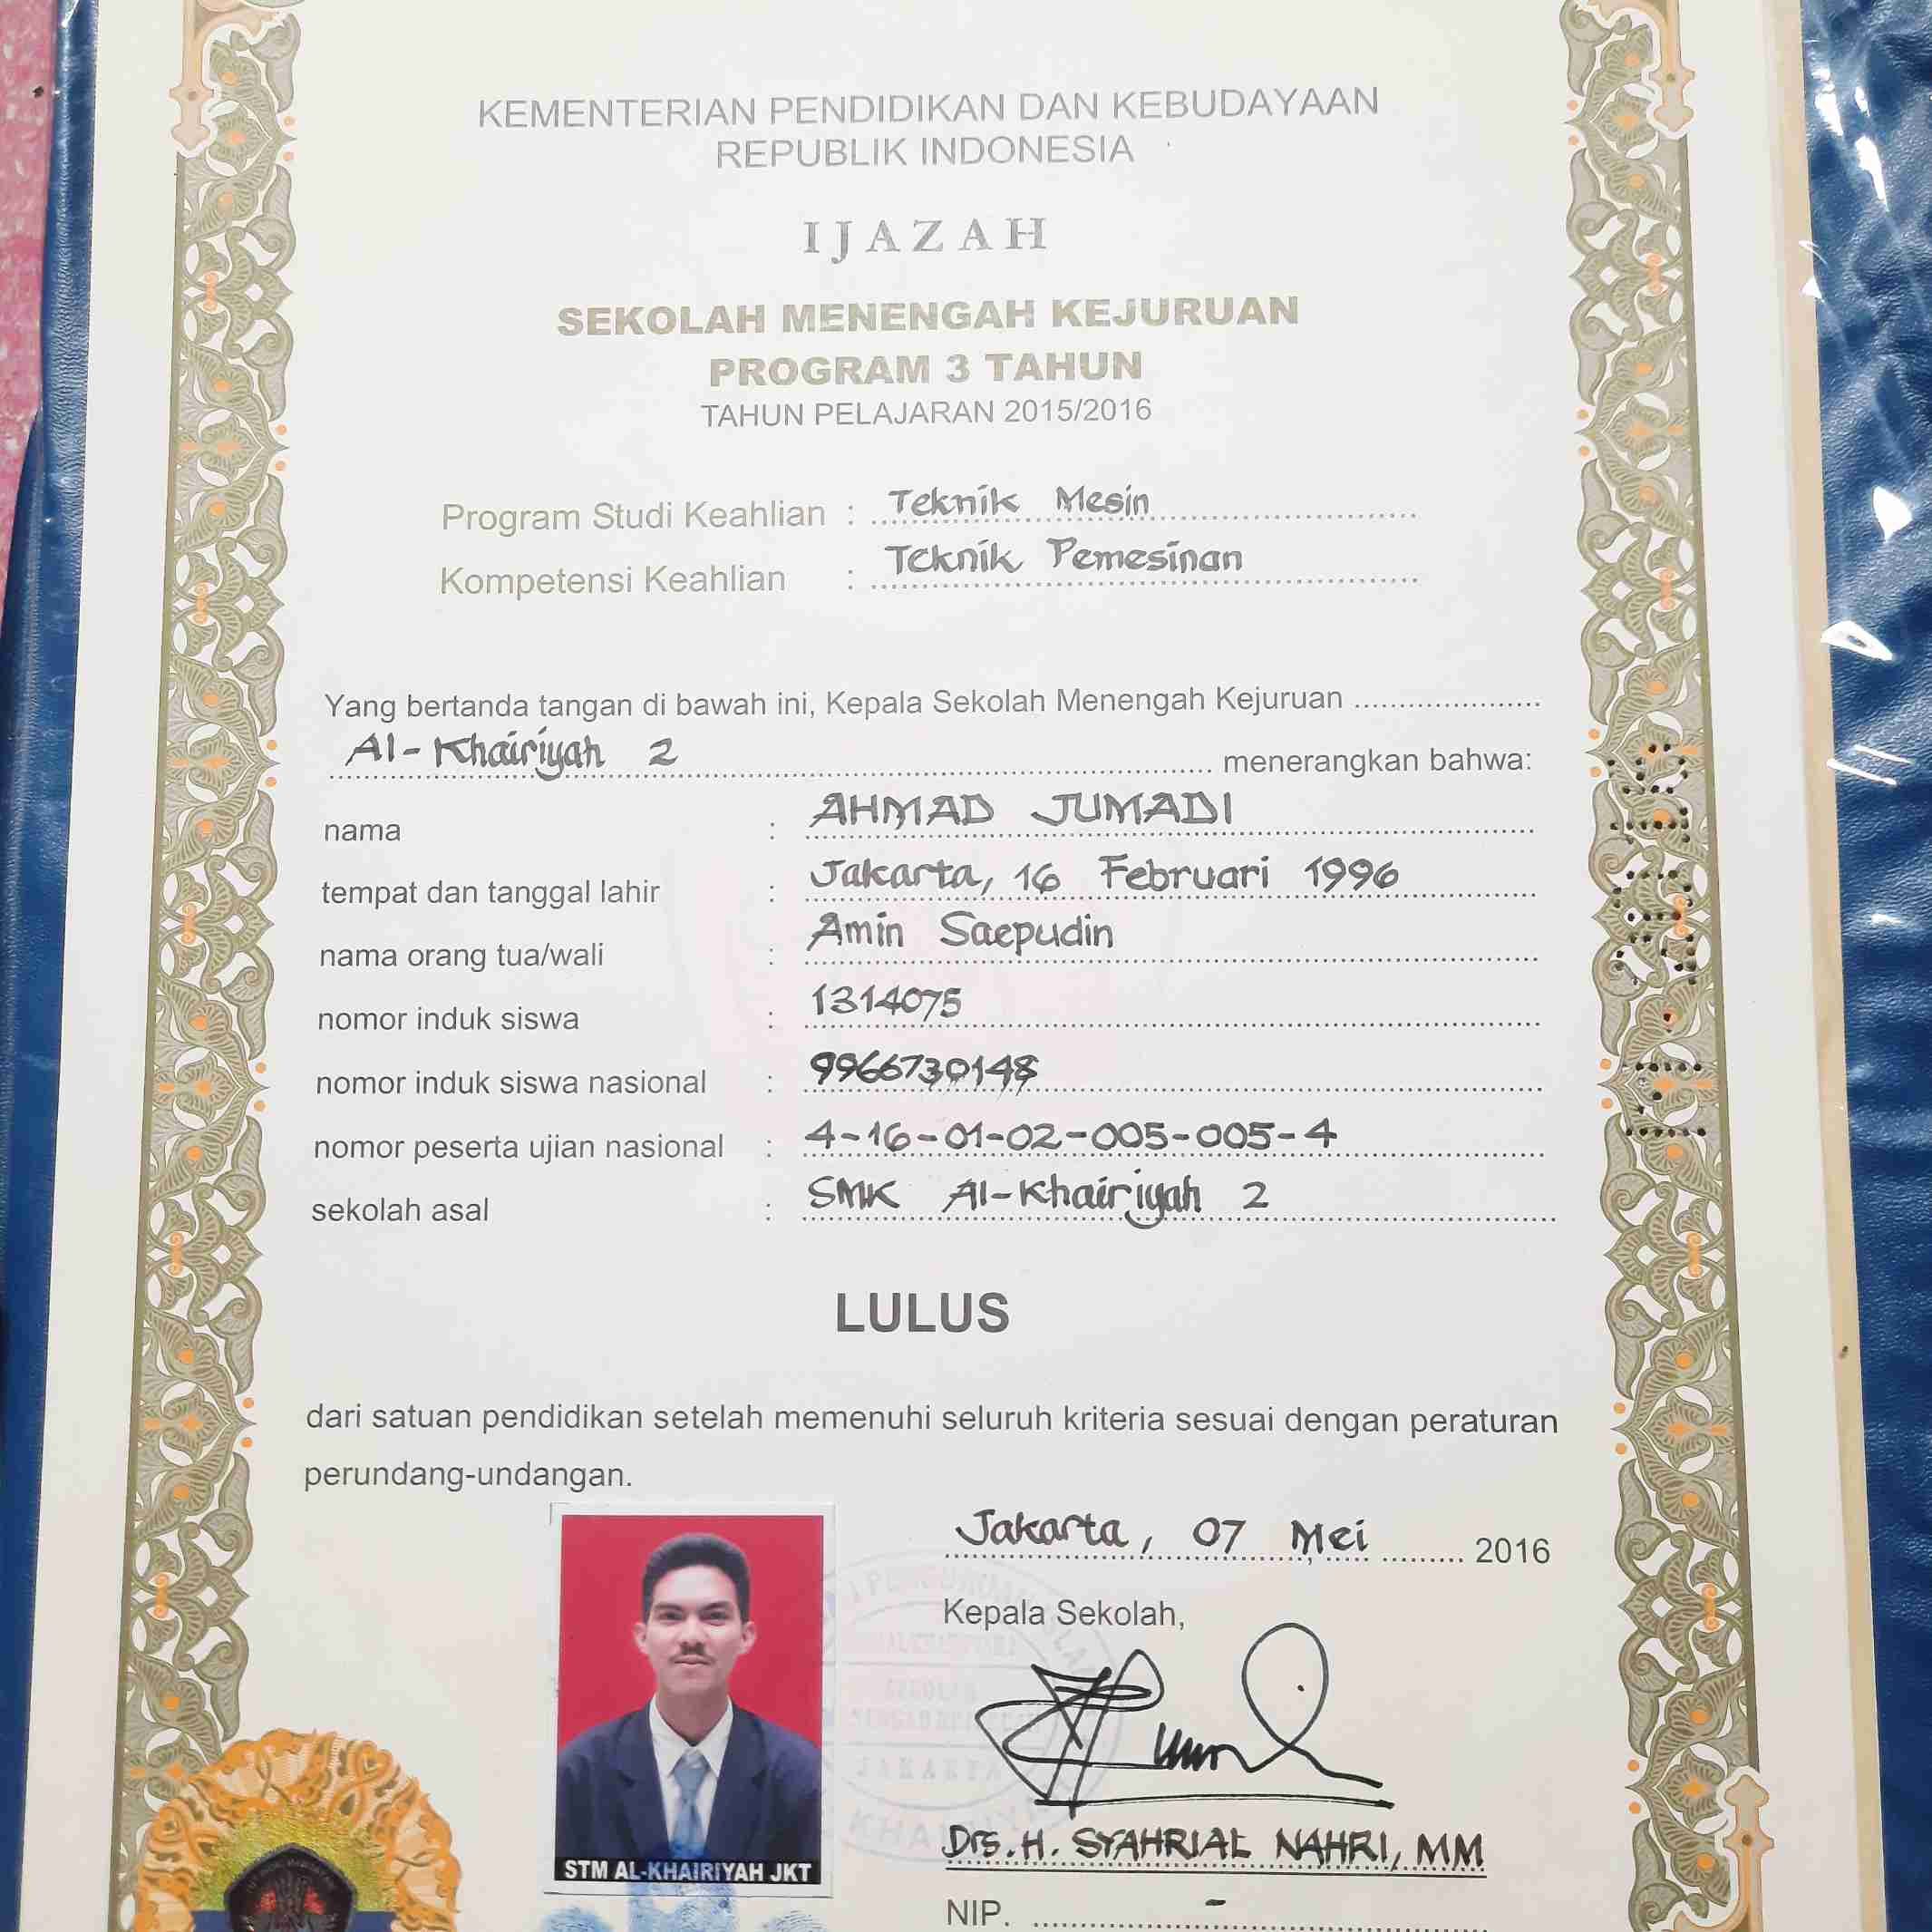 KEMENTERIAN PENDIDIKAN DAN KEBUDAYAAN
REPUBLIK INDONESIA
IJAZAH
SEKOLAH MENENGAH KEJURUAN
PROGRAM 3 TAHUN
TAHUN PELAJARAN 2015/2016
Program Studi Keahlian : Teknik Mesin
Kompetensi Keahlian : Teknik Pemesinan
Yang bertanda tangan di bawah ini, Kepala Sekolah Menengah Kejuruan
Al-Khairiyah 2 menerangkan bahwa:
nama : AHMAD JUMADI
tempat dan tanggal lahir : Jakarta, 16 Februari 1996
nama orang tua/wali : Amin Saepudin
nomor induk siswa : 1314075
nomor induk siswa nasional : 9966730148
nomor peserta ujian nasional : 4-16-01-02-005-005-4
sekolah asal : SMK Al-Khairiyah 2
LULUS
dari satuan pendidikan setelah memenuhi seluruh kriteria sesuai dengan peraturan
perundang-undangan.
Jakarta, 07 Mei 2016
Kepala Sekolah,
STM AL-KHAIRIYAH JKT
JAKARTA
Drs. H. SYAHRIAL NAHRI, MM
NIP. -